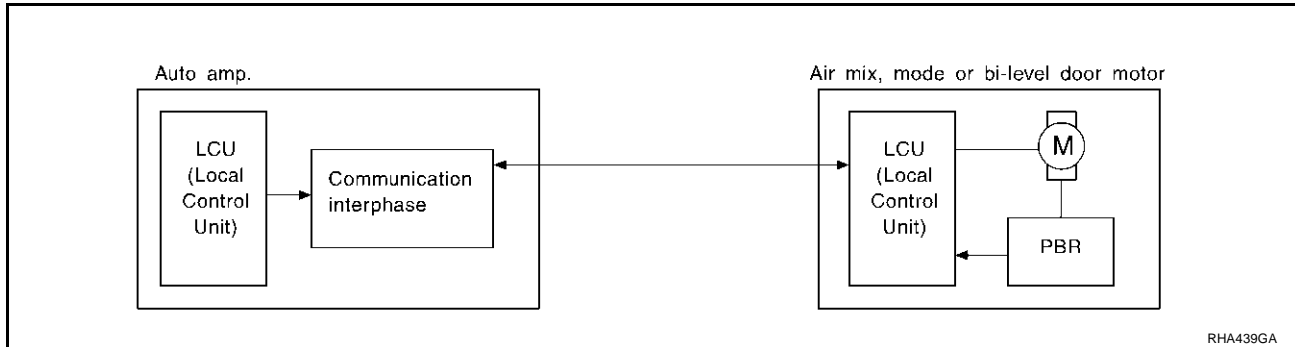 Auto amp.
Air mix, mode or bi-level door motor
LCU
(Local
Control
Unit)
Communication
interphase
LCU
(Local
Control
Unit)
M
PBR
RHA439GA